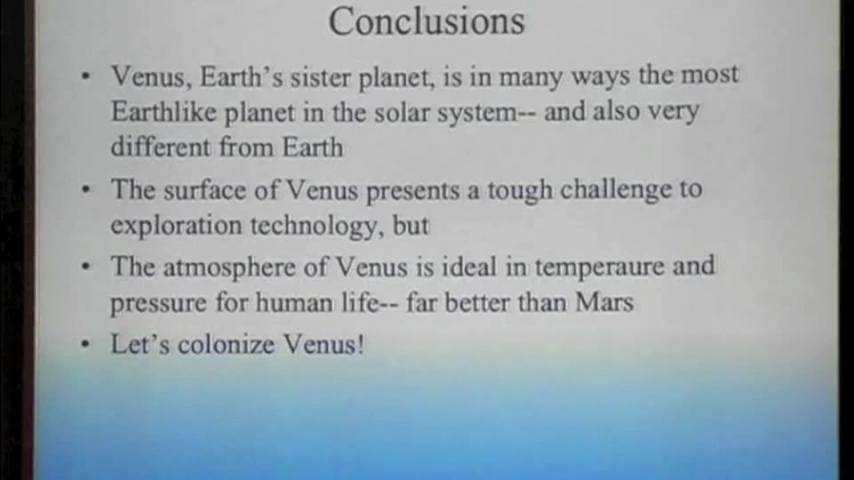 Conclusions
• Venus, Earth's sister planet, is in many ways the most
Earthlike planet in the solar system-- and also very
different from Earth
• The surface of Venus presents a tough challenge to
exploration technology, but
• The atmosphere of Venus is ideal in temperaure and
pressure for human life-- far better than Mars
• Let's colonize Venus!